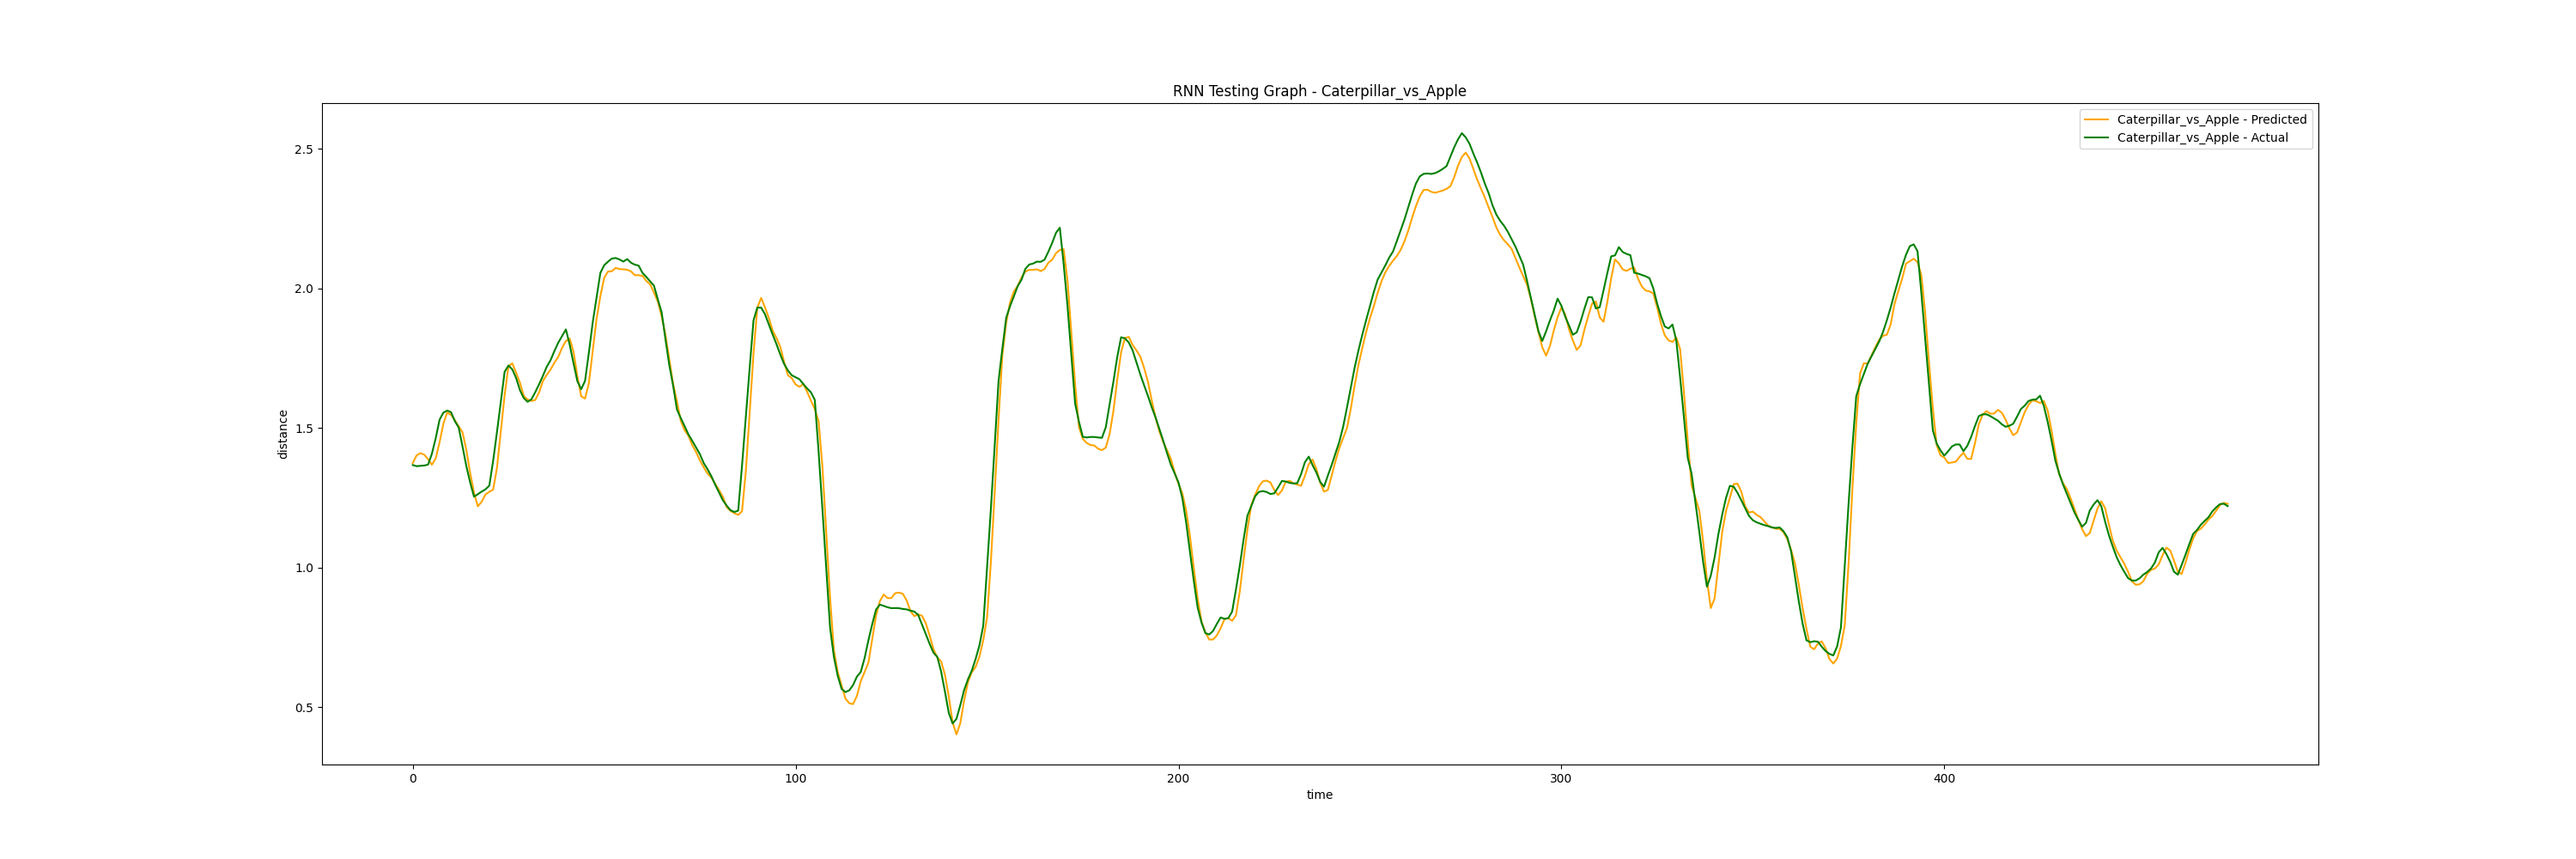 RNN Testing Graph - Caterpillar_vs_Apple
Caterpillar_vs_Apple - Predicted
Caterpillar_vs_Apple - Actual
2.5
2.0
1.5
1.0
0.5
distance
0 100 200 300 400
time